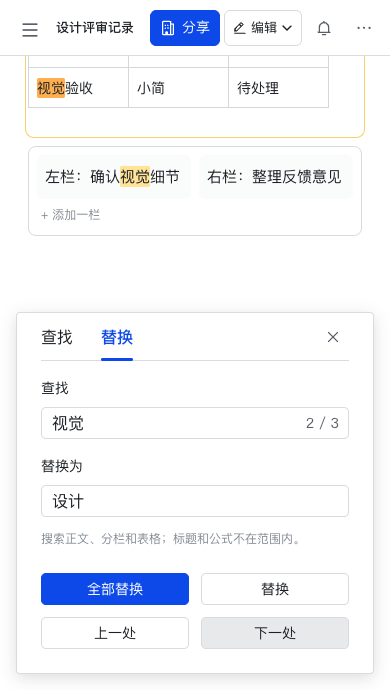 设计评审记录 分享 编辑
视觉验收 小简 待处理
左栏：确认视觉细节 右栏：整理反馈意见
+ 添加一栏
查找 替换
查找
视觉 2 / 3
替换为
设计
搜索正文、分栏和表格；标题和公式不在范围内。
全部替换 替换
上一处 下一处